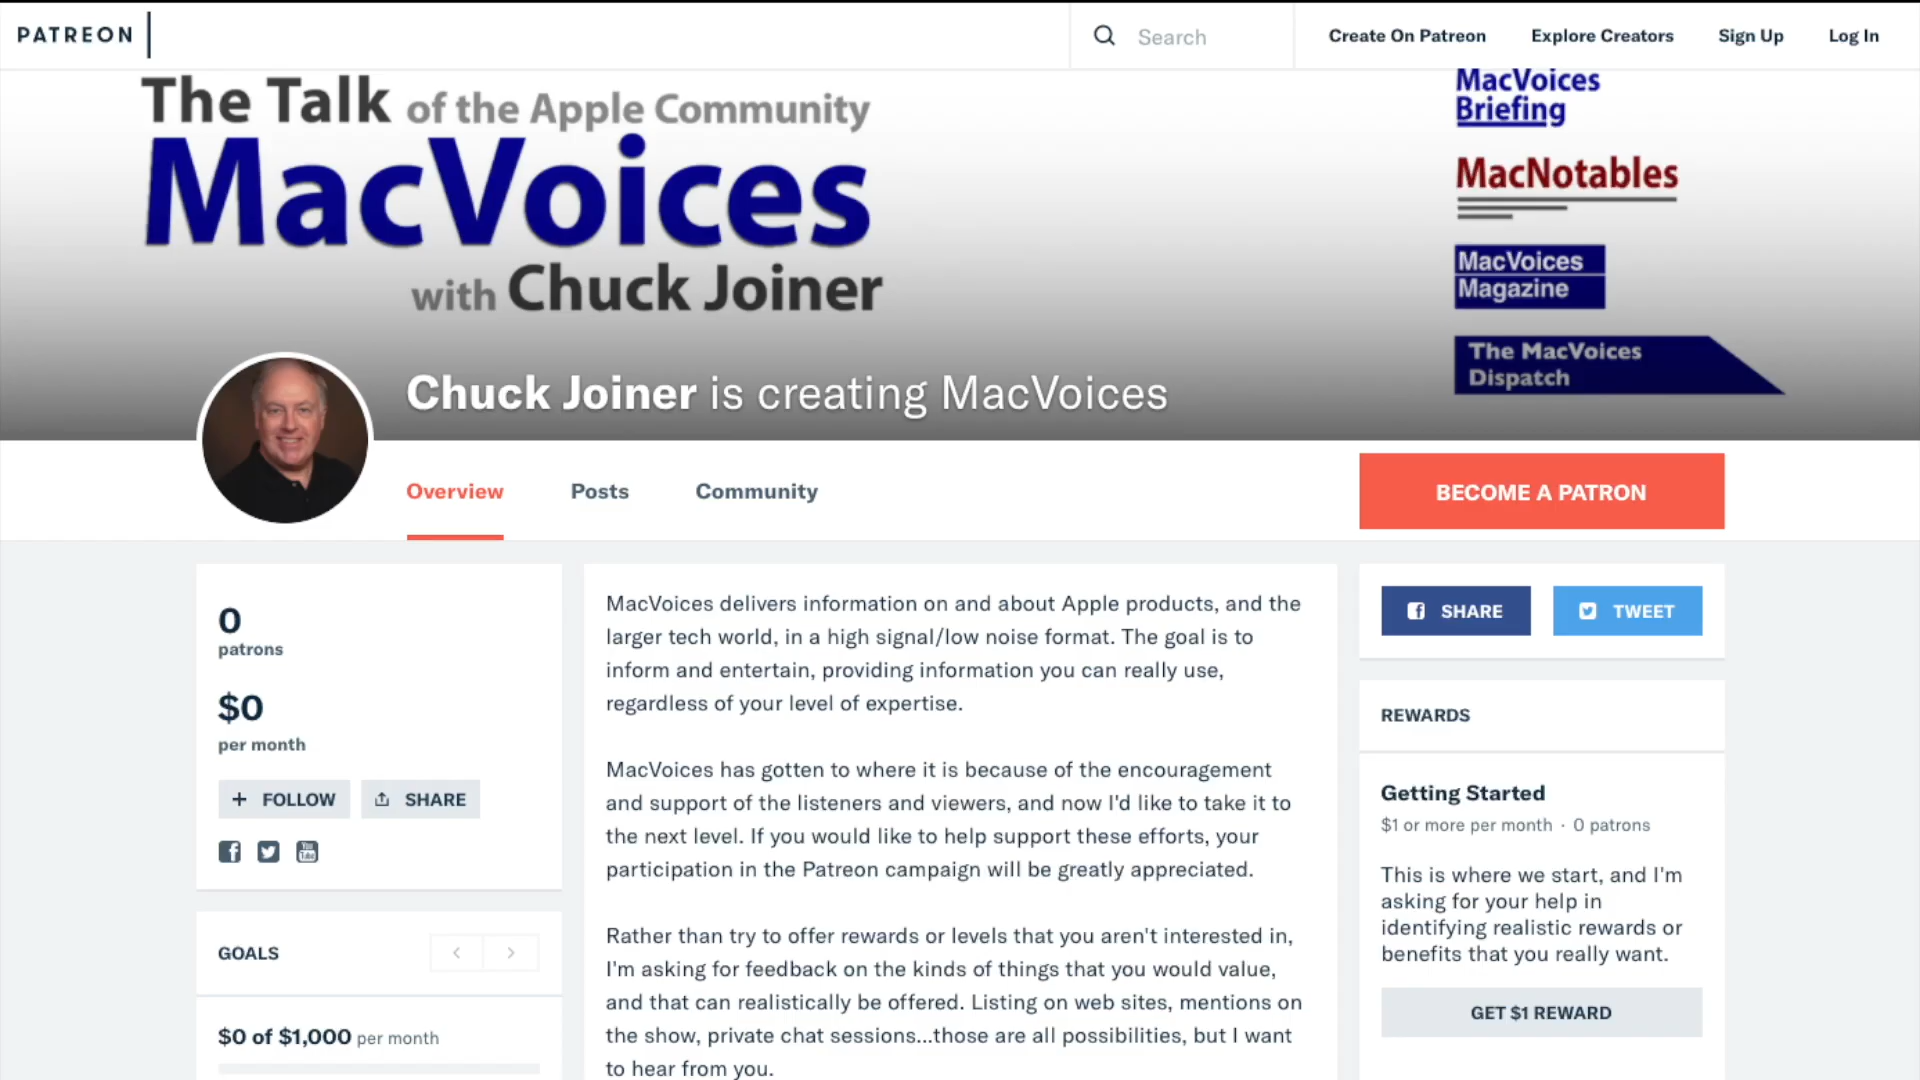 PATREON
Search
Create On Patreon
Explore Creators
Sign Up
Log In
The Talk of the Apple Community
MacVoices
with Chuck Joiner
MacVoices
Briefing
MacNotables
MacVoices
Magazine
The MacVoices
Dispatch
Chuck Joiner is creating MacVoices
Overview
Posts
Community
BECOME A PATRON
0
patrons
$0
per month
+ FOLLOW
SHARE
You
Tube
GOALS
$0 of $1,000 per month
MacVoices delivers information on and about Apple products, and the
larger tech world, in a high signal/low noise format. The goal is to
inform and entertain, providing information you can really use,
regardless of your level of expertise.
MacVoices has gotten to where it is because of the encouragement
and support of the listeners and viewers, and now I'd like to take it to
the next level. If you would like to help support these efforts, your
participation in the Patreon campaign will be greatly appreciated.
Rather than try to offer rewards or levels that you aren't interested in,
I'm asking for feedback on the kinds of things that you would value,
and that can realistically be offered. Listing on web sites, mentions on
the show, private chat sessions...those are all possibilities, but I want
to hear from you.
SHARE
TWEET
REWARDS
Getting Started
$1 or more per month · 0 patrons
This is where we start, and I'm
asking for your help in
identifying realistic rewards or
benefits that you really want.
GET $1 REWARD